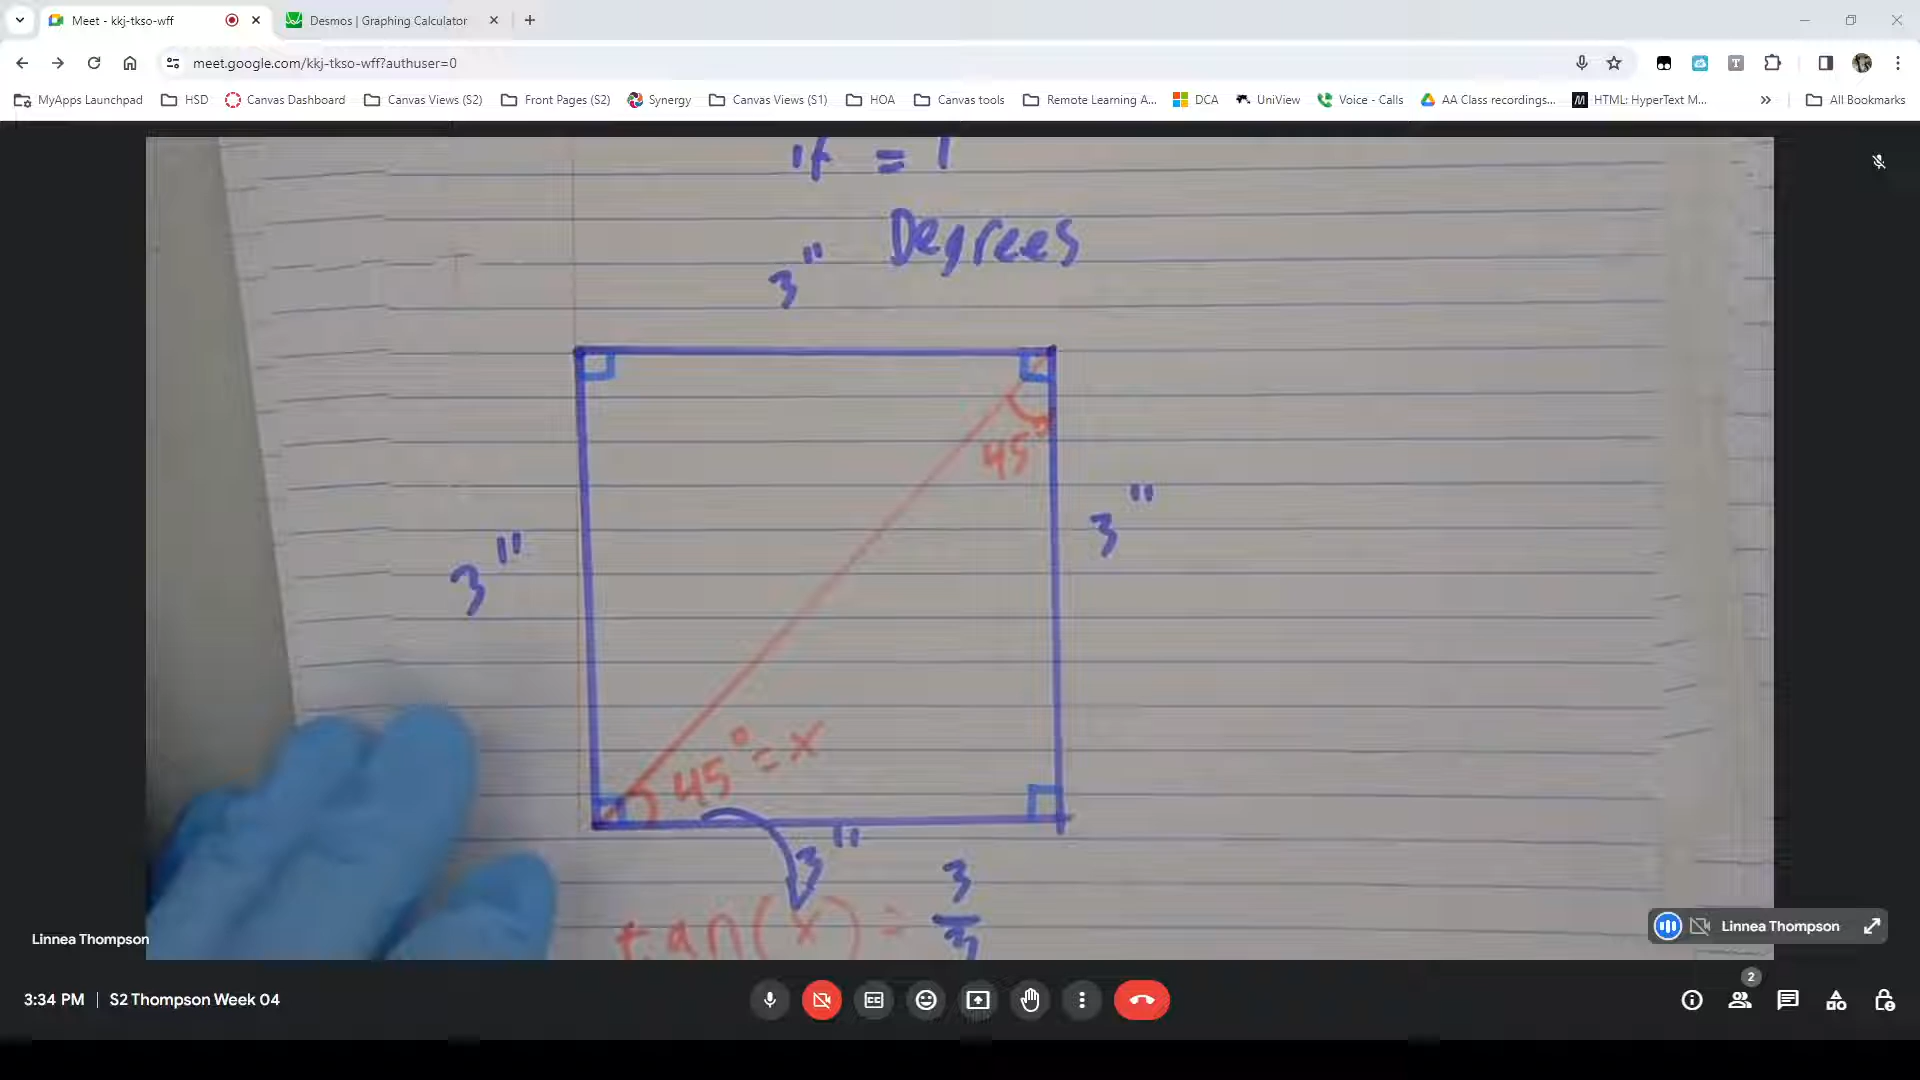 Meet - kkj-tkso-wff
Desmos | Graphing Calculator
meet.google.com/kkj-tkso-wff?authuser=0
MyApps Launchpad
HSD
Canvas Dashboard
Canvas Views (S2)
Front Pages (S2)
Synergy
Canvas Views (S1)
HOA
Canvas tools
Remote Learning A...
DCA
UniView
Voice - Calls
AA Class recordings...
HTML: HyperText M...
All Bookmarks
if = 1
Degrees
3"
45°
3"
3"
45° = x
3"
tan(x) = 3/3
Linnea Thompson
Linnea Thompson
3:34 PM | S2 Thompson Week 04
2